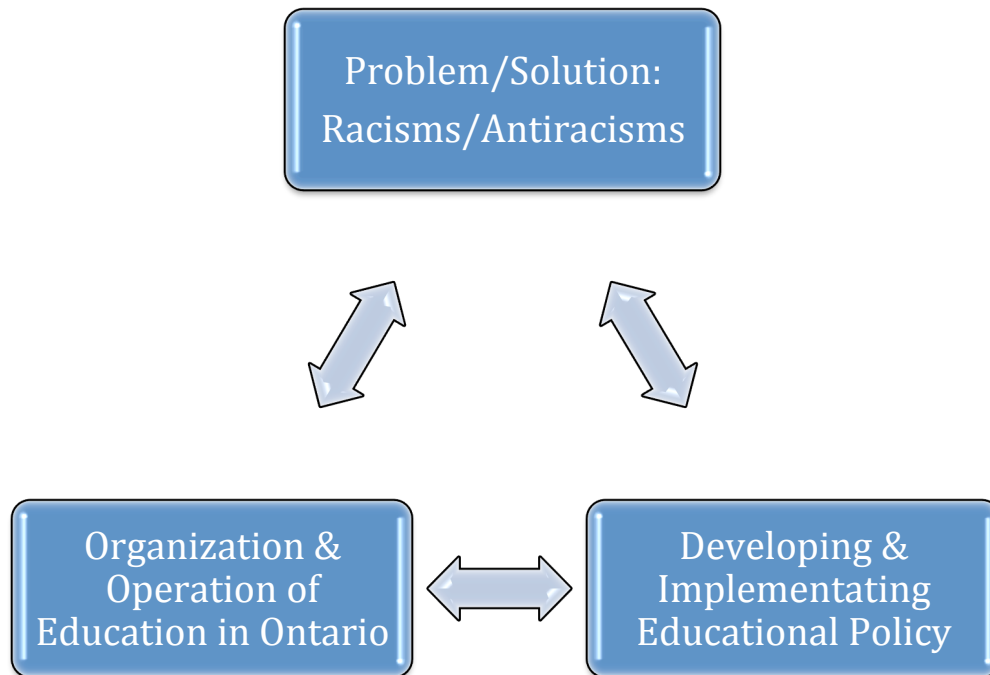 Problem/Solution:
Racisms/Antiracisms
Organization &
Operation of
Education in Ontario
Developing &
Implementating
Educational Policy